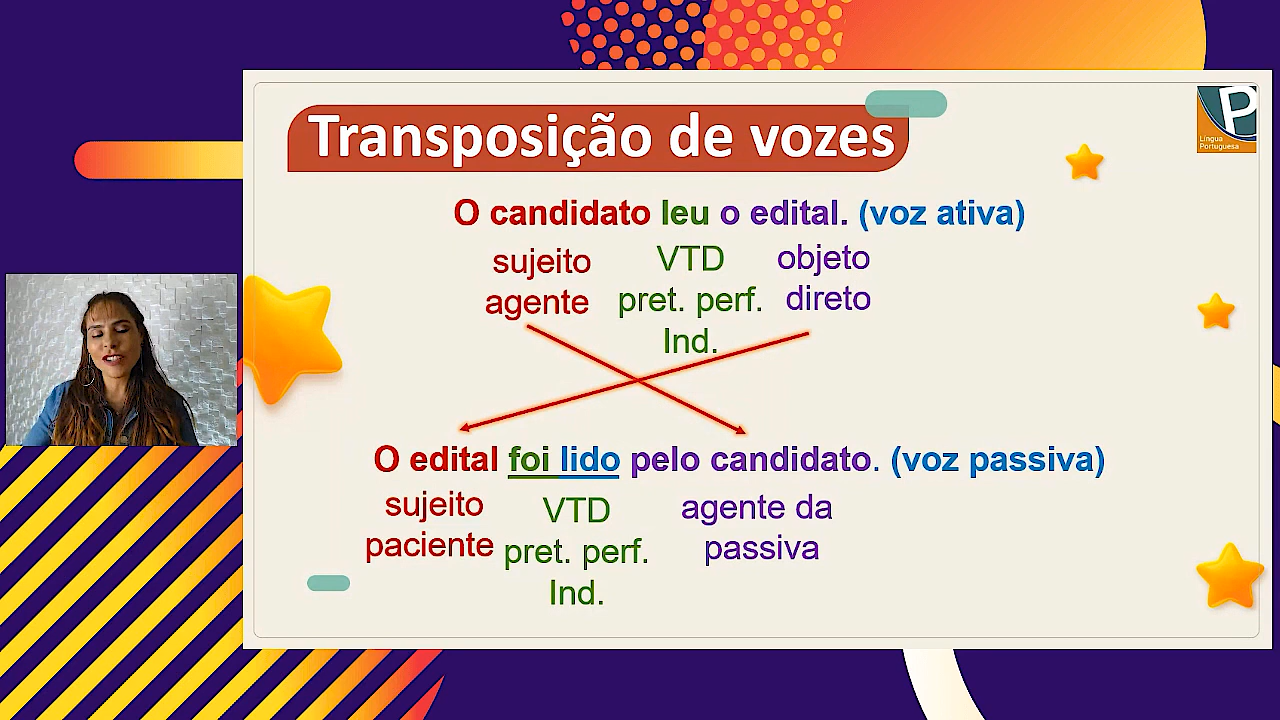 Transposição de vozes
Língua
Portuguesa
O candidato leu o edital. (voz ativa)
sujeito VTD objeto
agente pret. perf. direto
Ind.
O edital foi lido pelo candidato. (voz passiva)
sujeito VTD agente da
paciente pret. perf. passiva
Ind.